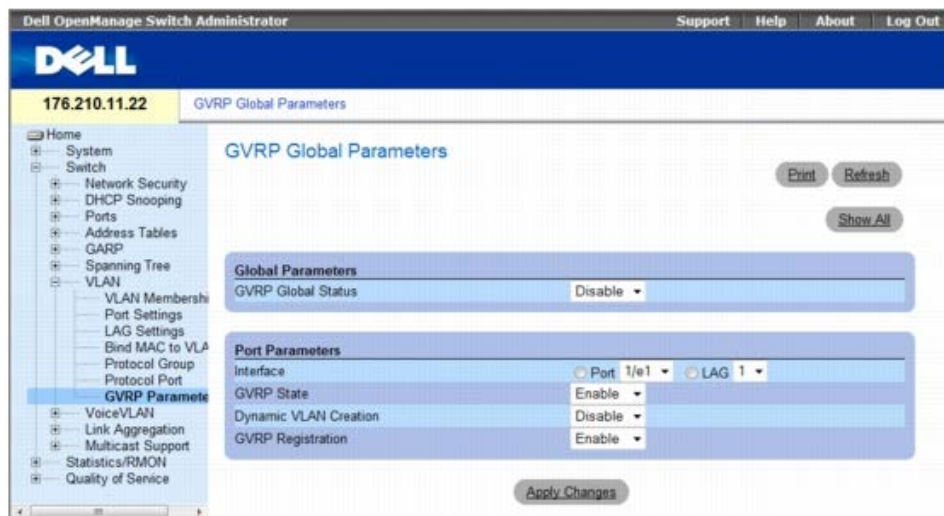 Dell OpenManage Switch Administrator Support Help About Log Out
DELL
176.210.11.22 GVRP Global Parameters
Home
System
Switch
Network Security
DHCP Snooping
Ports
Address Tables
GARP
Spanning Tree
VLAN
VLAN Membershi
Port Settings
LAG Settings
Bind MAC to VLA
Protocol Group
Protocol Port
GVRP Paramete
VoiceVLAN
Link Aggregation
Multicast Support
Statistics/RMON
Quality of Service
GVRP Global Parameters
Print Refresh
Show All
Global Parameters
GVRP Global Status Disable
Port Parameters
Interface Port 1/e1 LAG 1
GVRP State Enable
Dynamic VLAN Creation Disable
GVRP Registration Enable
Apply Changes